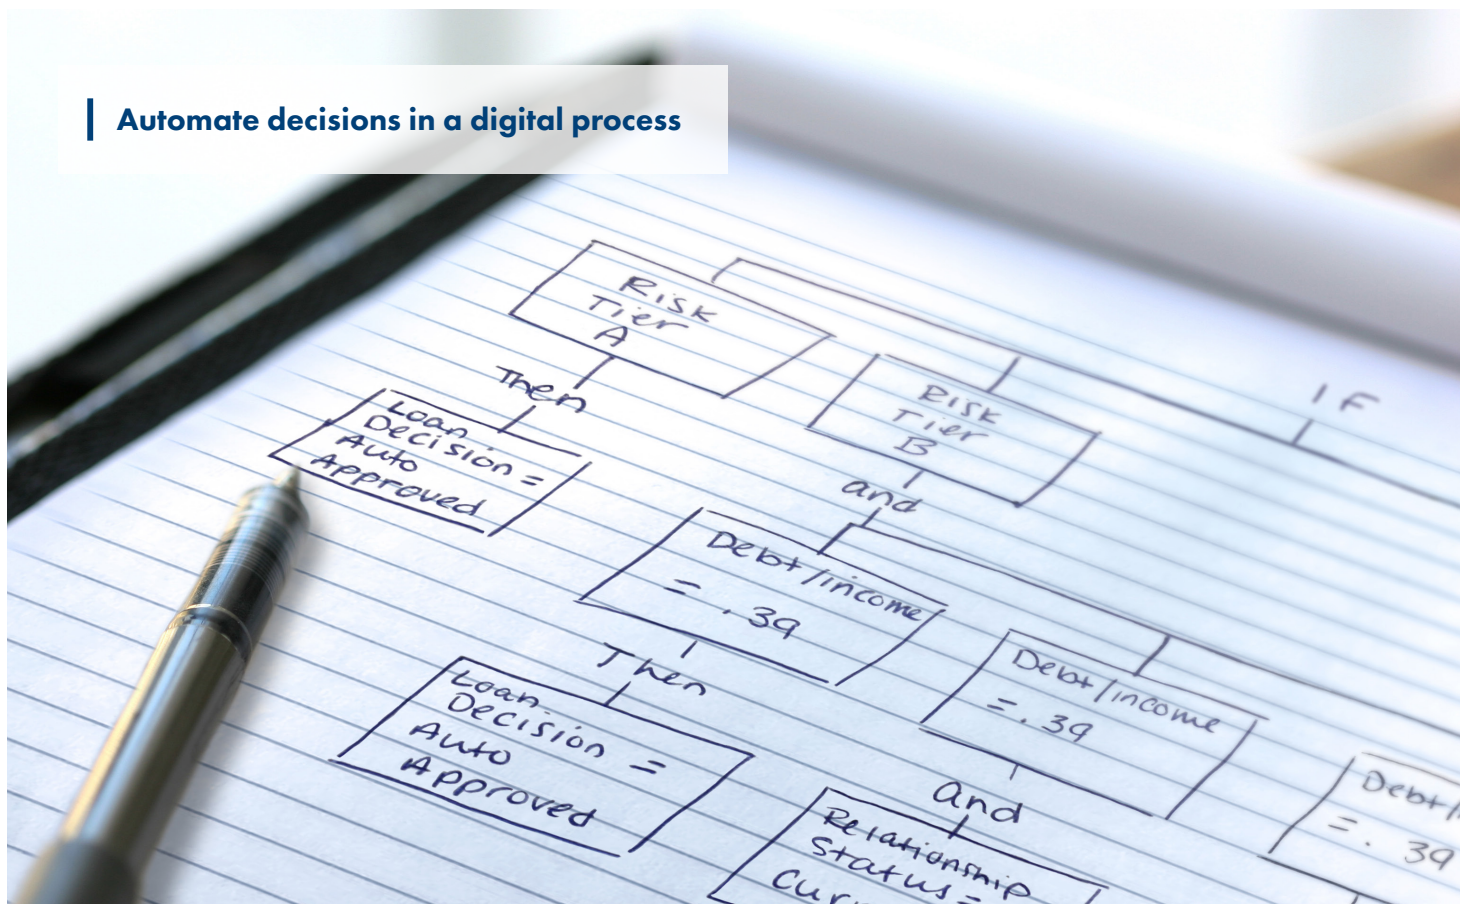 Automate decisions in a digital process
IF
Risk
Tier
A
Then
Loan
Decision =
Auto
Approved
Risk
Tier
B
and
Debt/income
= .39
Then
Loan
Decision =
Auto
Approved
Debt/income
= .39
and
Relationship
Status =
Debt/
= .39